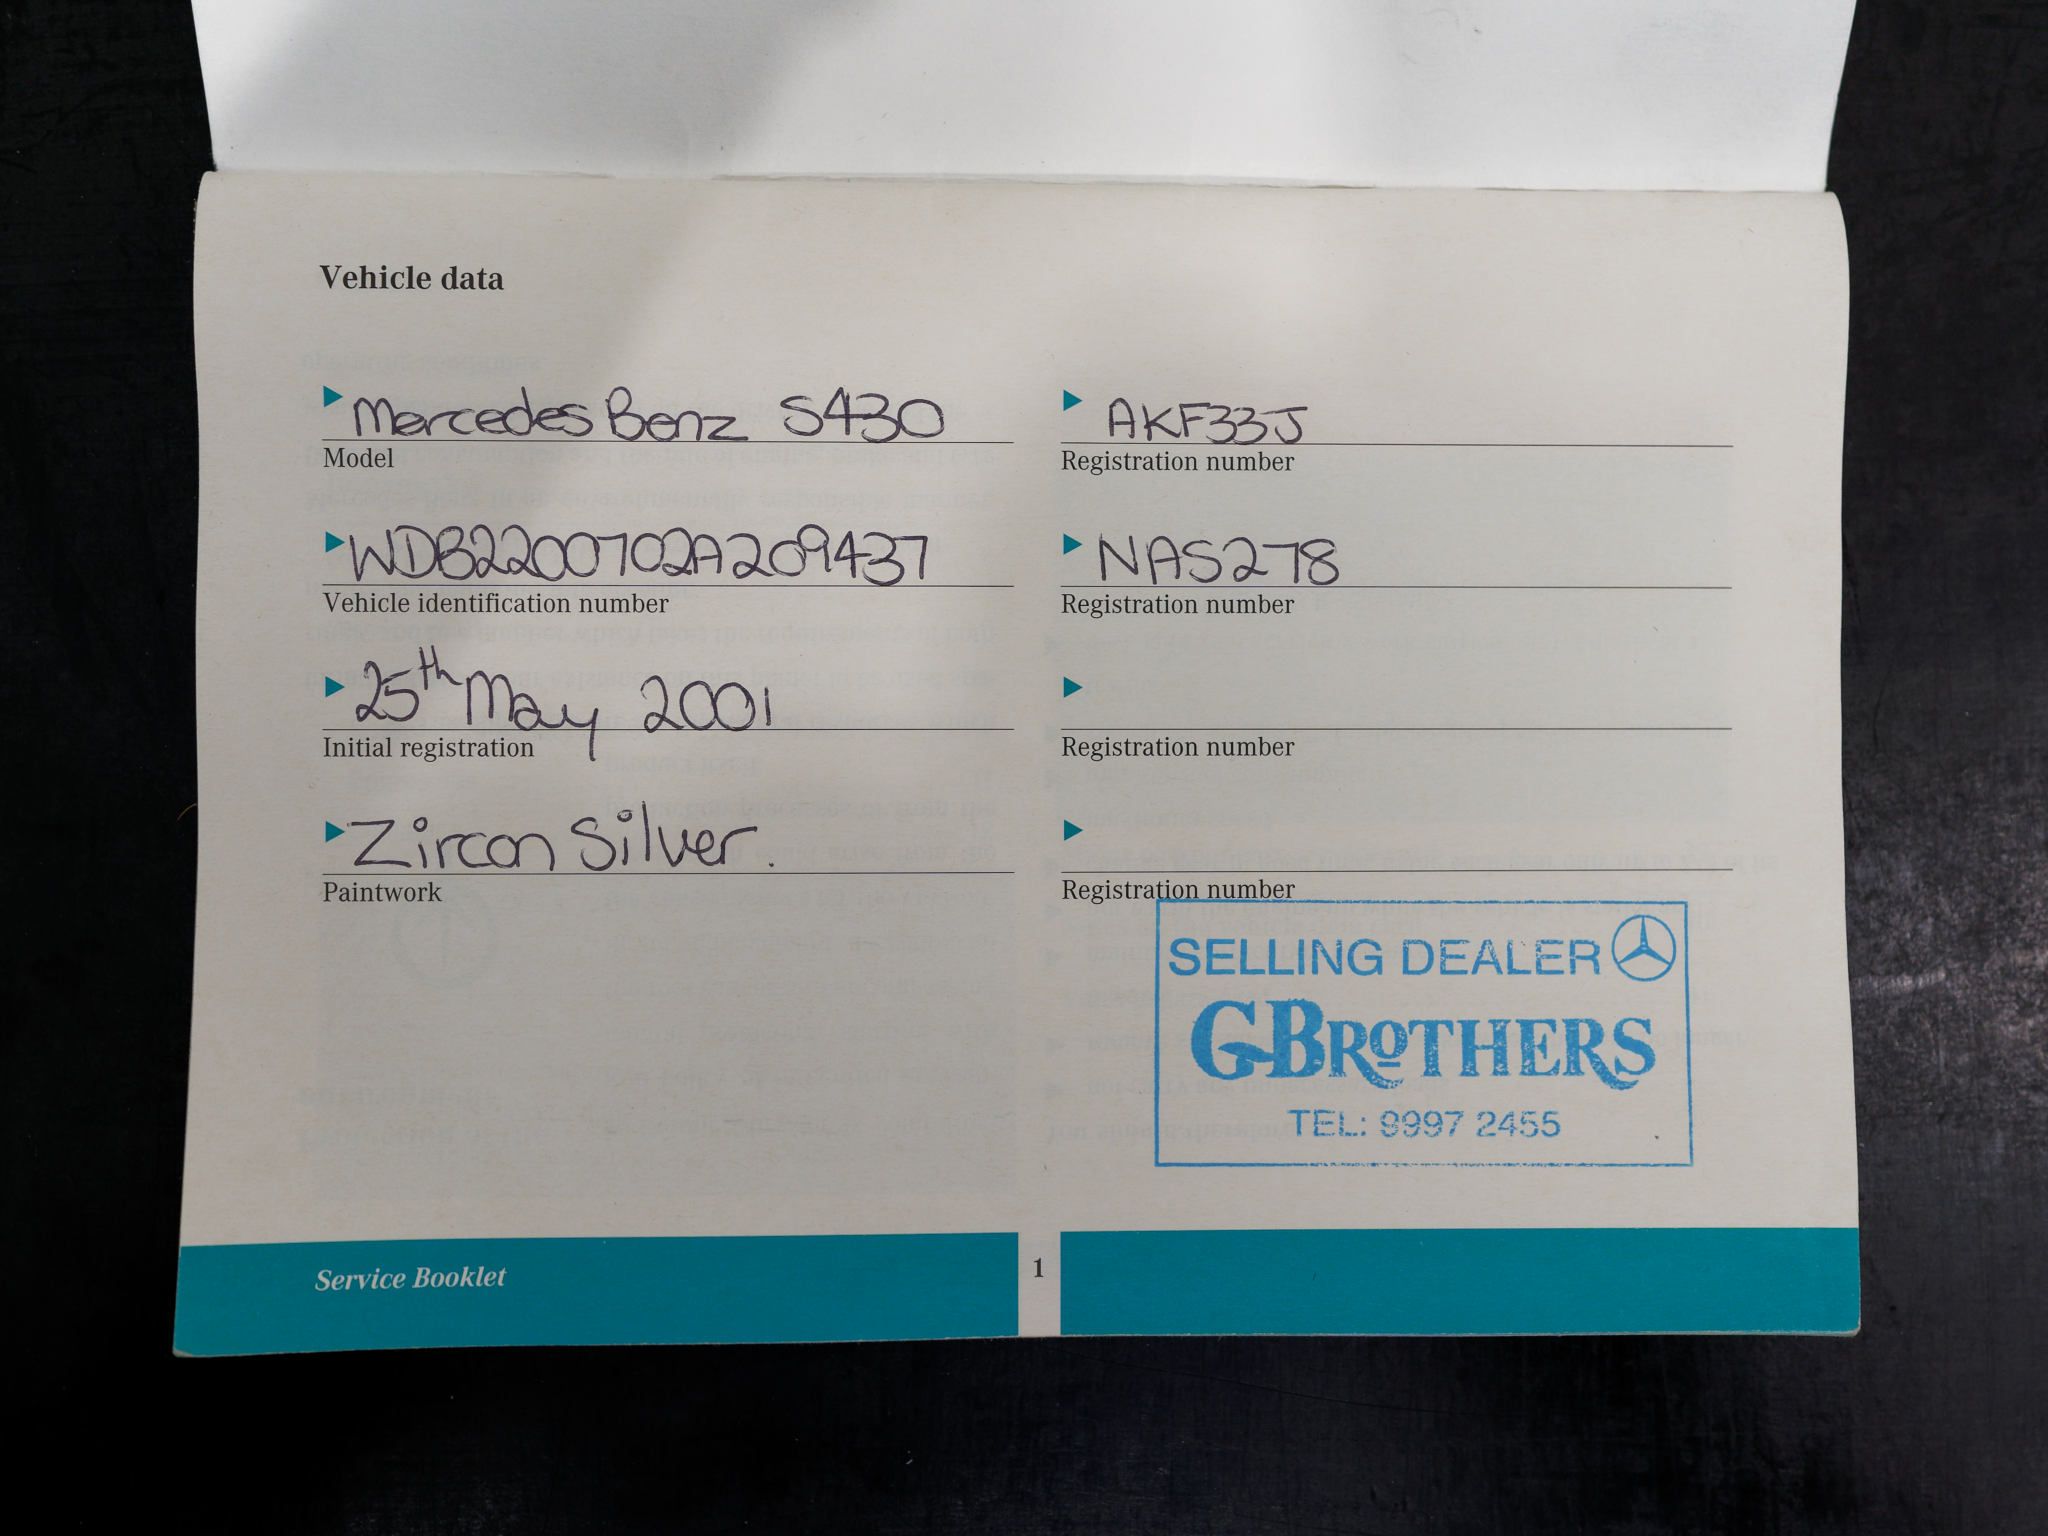 Vehicle data
Mercedes Benz S430
Model
WDB2200702A209437
Vehicle identification number
25th May 2001
Initial registration
Zircon Silver.
Paintwork
AKF33J
Registration number
NAS278
Registration number
Registration number
Registration number
SELLING DEALER
GBROTHERS
TEL: 9997 2455
Service Booklet
1